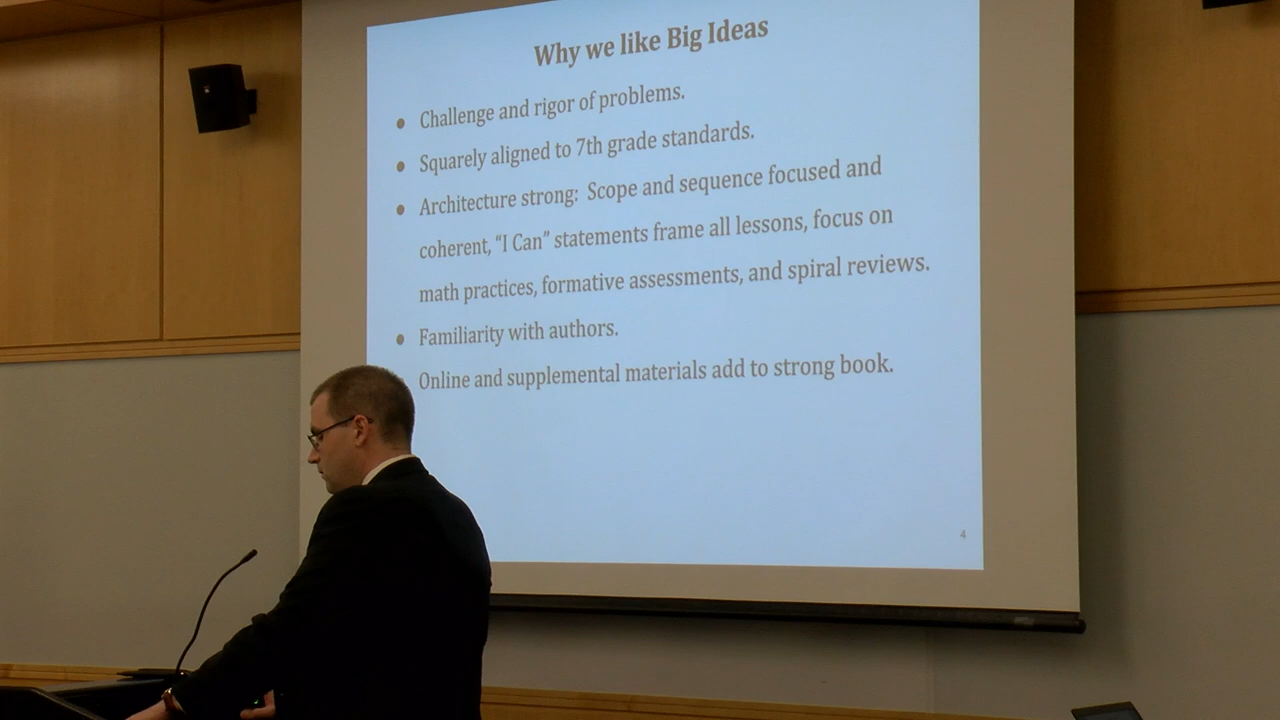 Why we like Big Ideas
● Challenge and rigor of problems.
● Squarely aligned to 7th grade standards.
● Architecture strong: Scope and sequence focused and
coherent, “I Can” statements frame all lessons, focus on
math practices, formative assessments, and spiral reviews.
● Familiarity with authors.
Online and supplemental materials add to strong book.
4